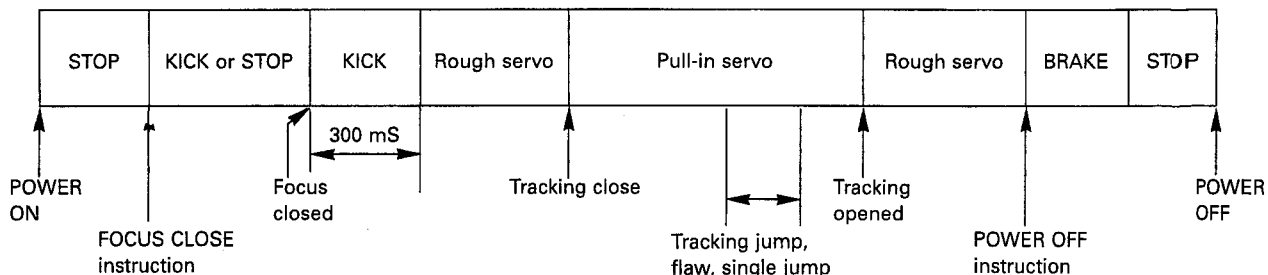 STOP KICK or STOP KICK Rough servo Pull-in servo Rough servo BRAKE STOP
300 mS
POWER
ON
Focus
closed
Tracking close
Tracking
opened
POWER
OFF
FOCUS CLOSE
instruction
Tracking jump,
flaw, single jump
POWER OFF
instruction